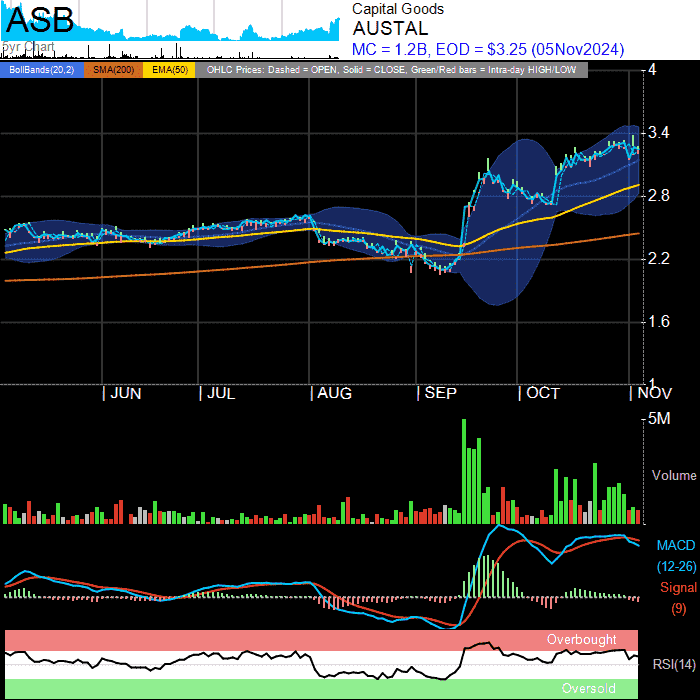 ASB
5yr Chart
Capital Goods
AUSTAL
MC = 1.2B, EOD = $3.25 (05Nov2024)
BollBands(20,2) SMA(200) EMA(50) OHLC Prices: Dashed = OPEN, Solid = CLOSE, Green/Red bars = Intra-day HIGH/LOW
4
3.4
2.8
2.2
1.6
1
JUN JUL AUG SEP OCT NOV
5M
Volume
MACD
(12-26)
Signal
(9)
Overbought
RSI(14)
Oversold